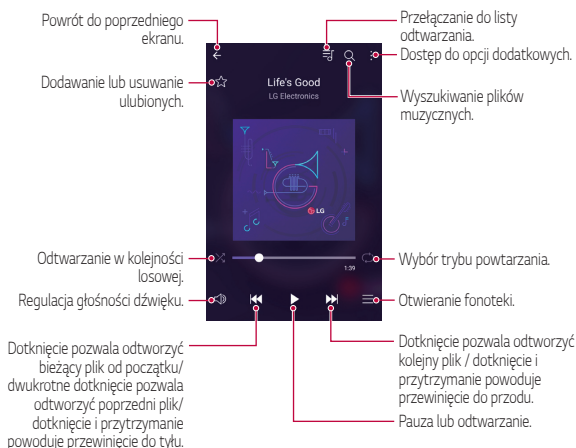 Powrót do poprzedniego
ekranu.
Przełączanie do listy
odtwarzania.
Dostęp do opcji dodatkowych.
Dodawanie lub usuwanie
ulubionych.
Life's Good
LG Electronics
Wyszukiwanie plików
muzycznych.
LG
Odtwarzanie w kolejności
losowej.
Wybór trybu powtarzania.
1:39
Regulacja głośności dźwięku.
Otwieranie fonoteki.
Dotknięcie pozwala odtworzyć
bieżący plik od początku/
dwukrotne dotknięcie pozwala
odtworzyć poprzedni plik/
dotknięcie i przytrzymanie
powoduje przewinięcie do tyłu.
Dotknięcie pozwala odtworzyć
kolejny plik / dotknięcie i
przytrzymanie powoduje
przewinięcie do przodu.
Pauza lub odtwarzanie.